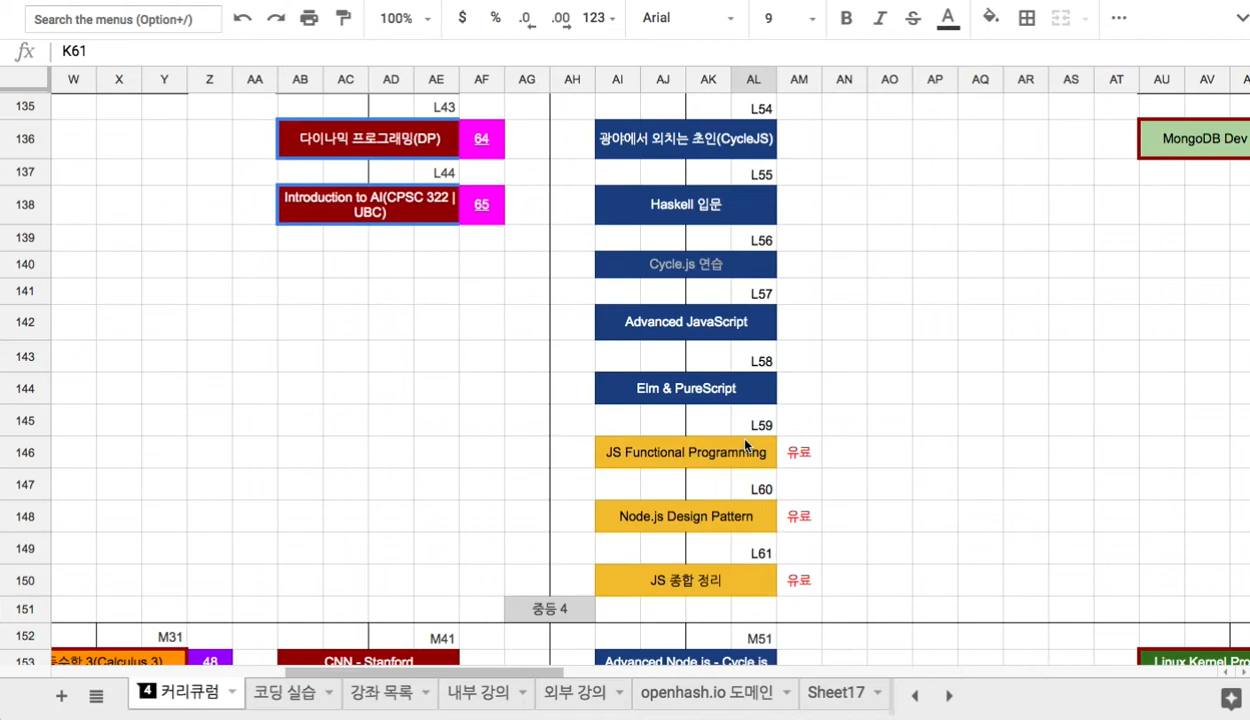 Search the menus (Option+/)
100%
$ % .0 .00 123
Arial
9
B I S A
fx K61
W X Y Z AA AB AC AD AE AF AG AH AI AJ AK AL AM AN AO AP AQ AR AS AT AU AV
135 L43 L54
136 다이나믹 프로그래밍(DP) 64 광야에서 외치는 초인(CycleJS) MongoDB Dev
137 L44 L55
138 Introduction to AI(CPSC 322 |
UBC) 65 Haskell 입문
139 L56
140 Cycle.js 연습
141 L57
142 Advanced JavaScript
143 L58
144 Elm & PureScript
145 L59
146 JS Functional Programming 유료
147 L60
148 Node.js Design Pattern 유료
149 L61
150 JS 종합 정리 유료
151 중등 4
152 M31 M41 M51
153 3(Calculus 3) 48 CNN - Stanford Advanced Node.js - Cycle.js Linux Kernel Pro
+ 4 커리큐럼 코딩 실습 강좌 목록 내부 강의 외부 강의 openhash.io 도메인 Sheet17